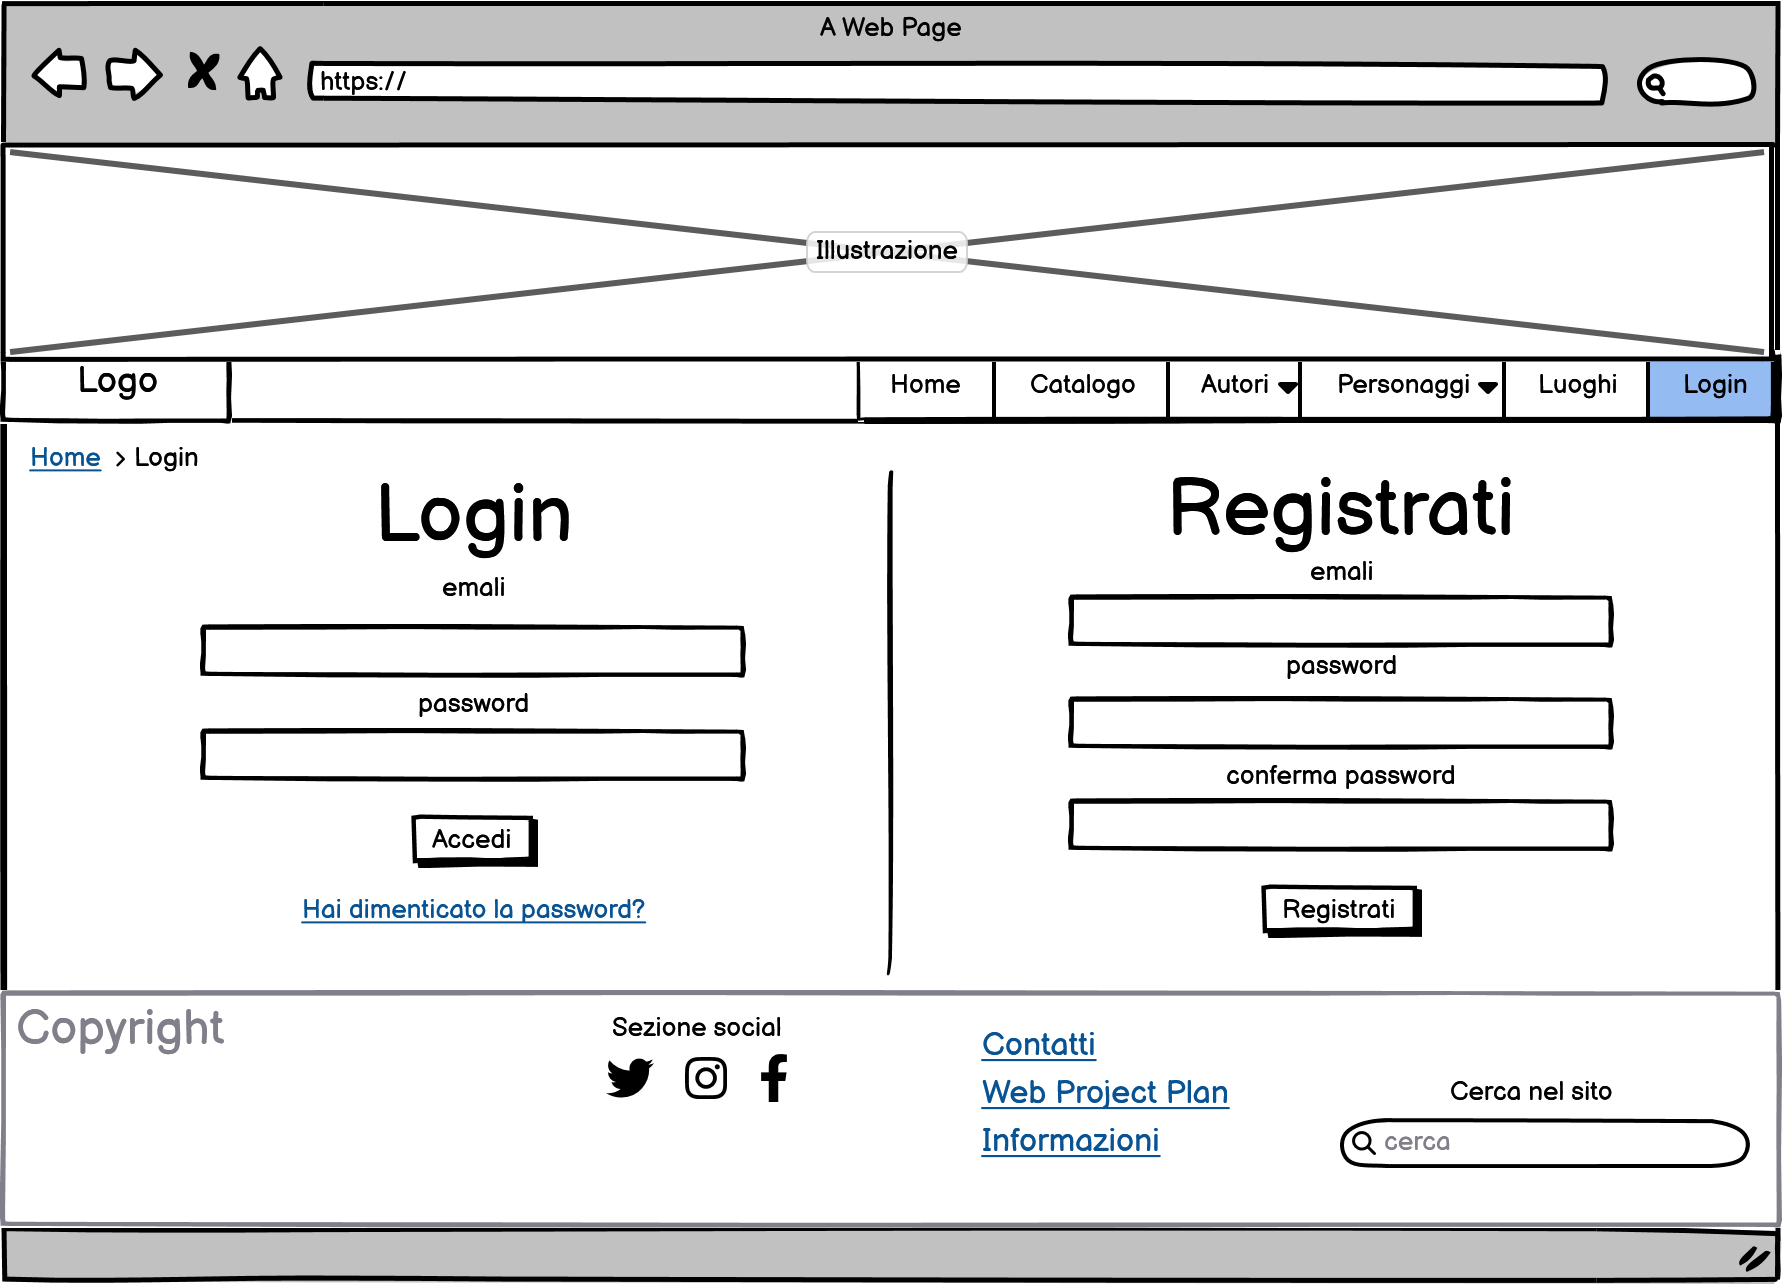 A Web Page
https://
Illustrazione
Logo
Home
Catalogo
Autori
Personaggi
Luoghi
Login
Home > Login
Login
emali
password
Accedi
Hai dimenticato la password?
Registrati
emali
password
conferma password
Registrati
Copyright
Sezione social
Contatti
Web Project Plan
Informazioni
Cerca nel sito
cerca